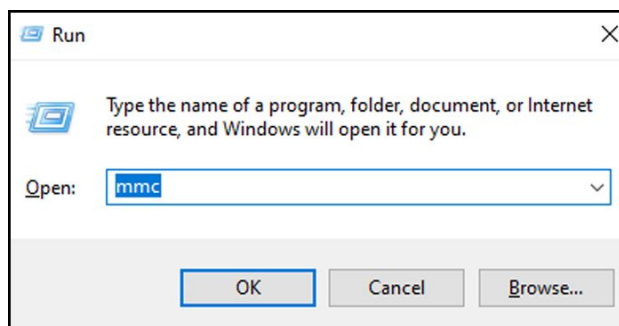 Run
Type the name of a program, folder, document, or Internet
resource, and Windows will open it for you.
Open: mmc
OK Cancel Browse...